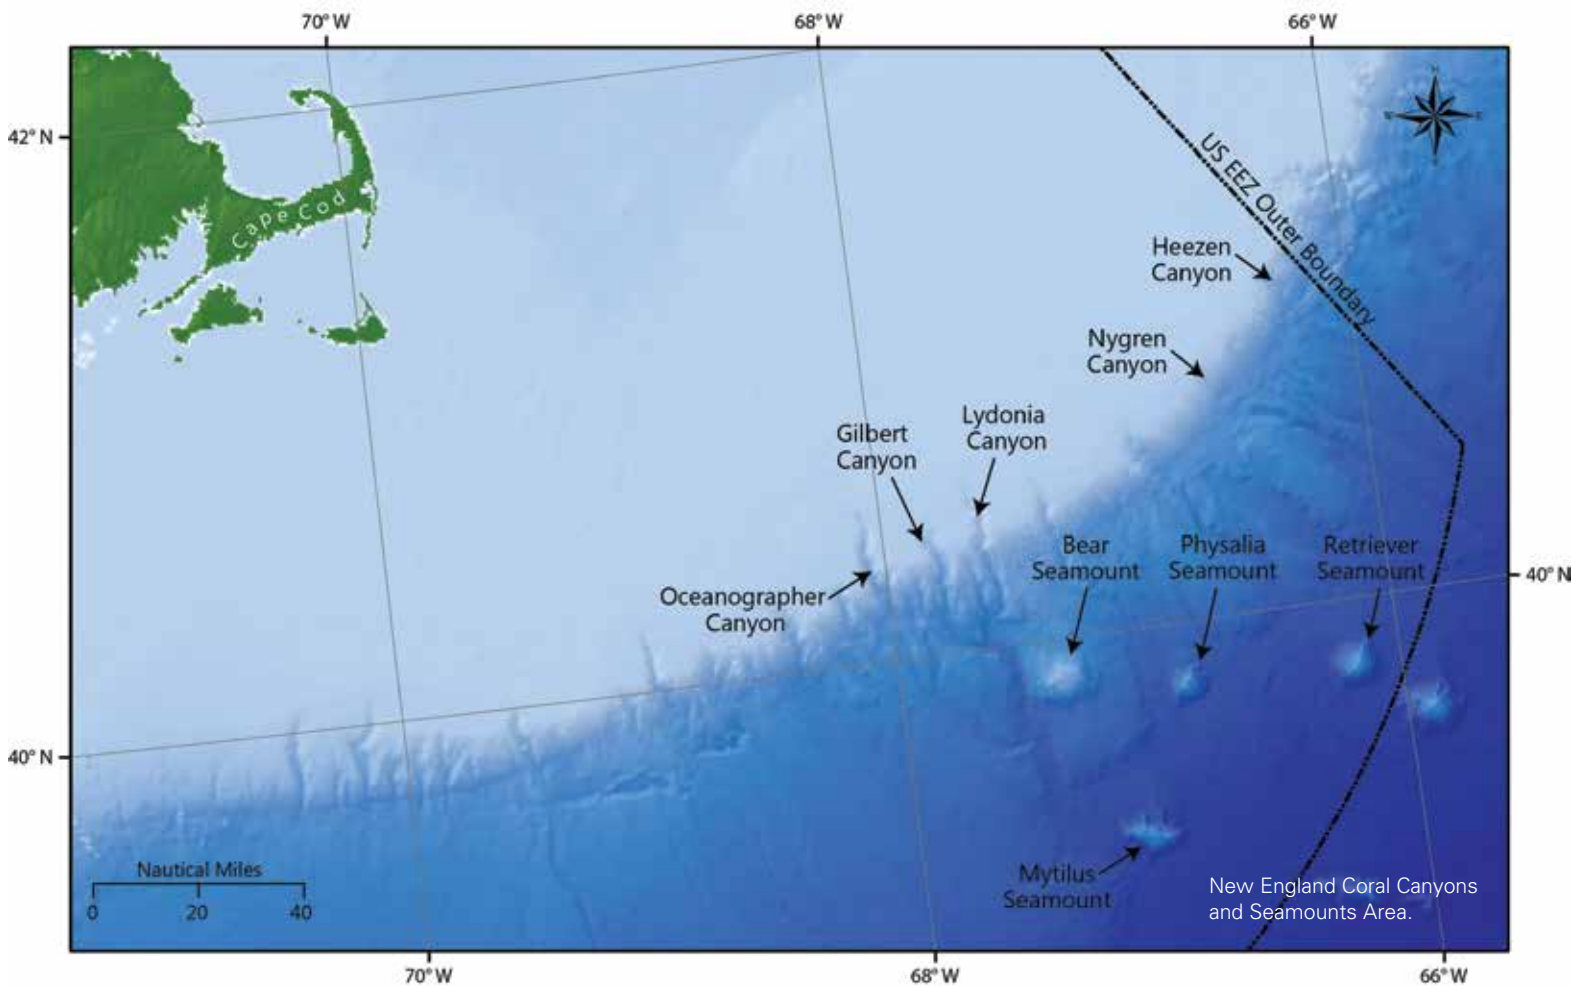 70° W
68° W
66° W
42° N
US EEZ Outer Boundary
Cape Cod
Heezen
Canyon
Nygren
Canyon
Lydonia
Canyon
Gilbert
Canyon
Bear
Seamount
Physalia
Seamount
Retriever
Seamount
40° N
Oceanographer
Canyon
40° N
Nautical Miles
0 20 40
Mytilus
Seamount
New England Coral Canyons
and Seamounts Area.
70° W
68° W
66° W